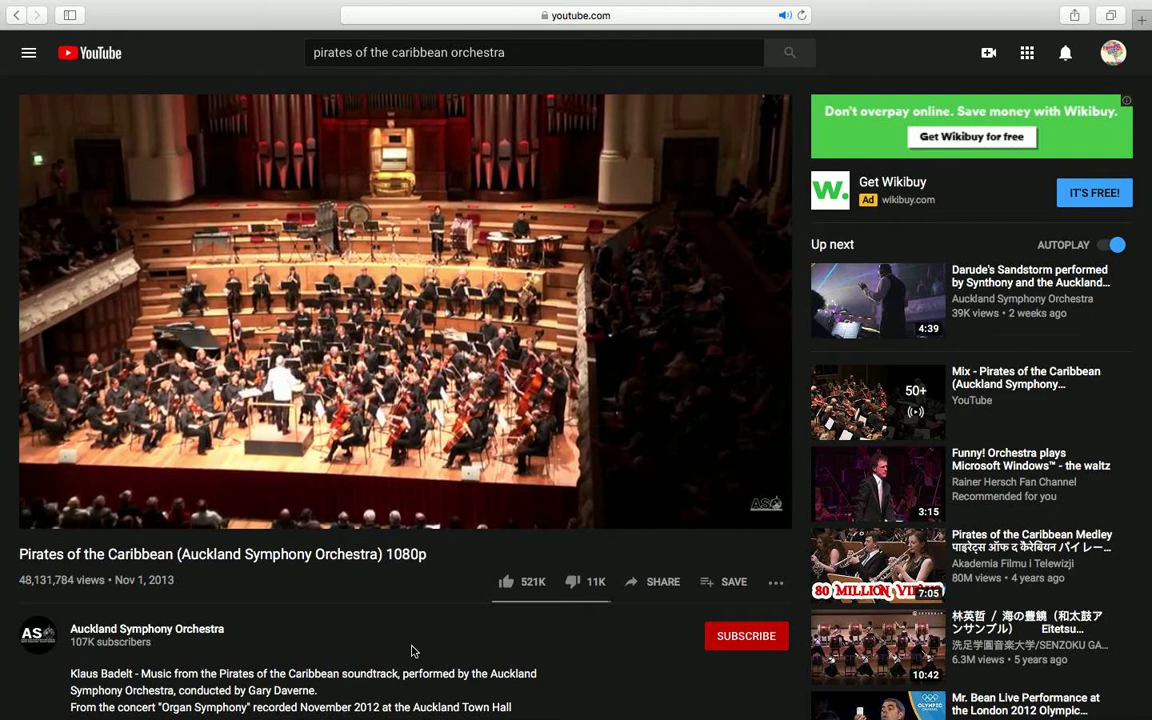 youtube.com
YouTube
pirates of the caribbean orchestra
Don't overpay online. Save money with Wikibuy.
Get Wikibuy for free
W.
Get Wikibuy
Ad wikibuy.com
IT'S FREE!
Up next
AUTOPLAY
Darude's Sandstorm performed
by Synthony and the Auckland...
Auckland Symphony Orchestra
39K views • 2 weeks ago
4:39
Mix - Pirates of the Caribbean
(Auckland Symphony...
YouTube
50+
Funny! Orchestra plays
Microsoft Windows™ - the waltz
Rainer Hersch Fan Channel
Recommended for you
3:15
Pirates of the Caribbean Medley
पाइरेट्स ऑफ द कैरेबियन パイレー...
Akademia Filmu i Telewizji
80M views • 4 years ago
80 MILLION VIEWS
7:05
林英哲 / 海の豊饒（和太鼓ア
ンサンブル） Eitetsu...
洗足学園音楽大学/SENZOKU GA...
6.3M views • 5 years ago
10:42
Mr. Bean Live Performance at
the London 2012 Olympic...
OLYMPIC
ASO
Pirates of the Caribbean (Auckland Symphony Orchestra) 1080p
48,131,784 views • Nov 1, 2013
521K
11K
SHARE
SAVE
ASO
Auckland Symphony Orchestra
107K subscribers
SUBSCRIBE
Klaus Badelt - Music from the Pirates of the Caribbean soundtrack, performed by the Auckland
Symphony Orchestra, conducted by Gary Daverne.
From the concert "Organ Symphony" recorded November 2012 at the Auckland Town Hall